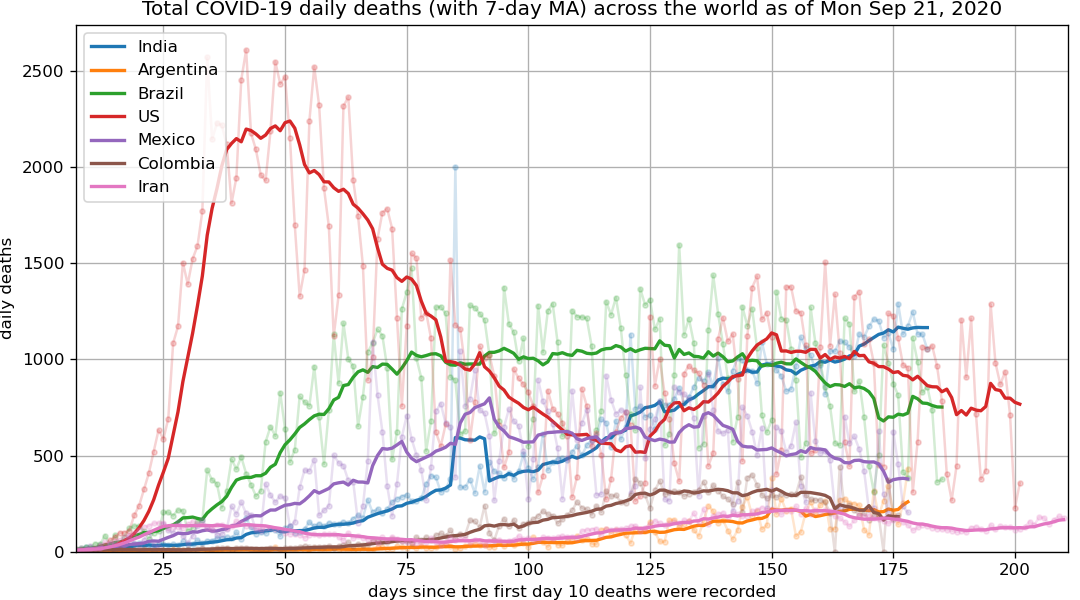 Total COVID-19 daily deaths (with 7-day MA) across the world as of Mon Sep 21, 2020
India
Argentina
Brazil
US
Mexico
Colombia
Iran
2500
2000
1500
1000
500
0
daily deaths
25
50
75
100
125
150
175
200
days since the first day 10 deaths were recorded